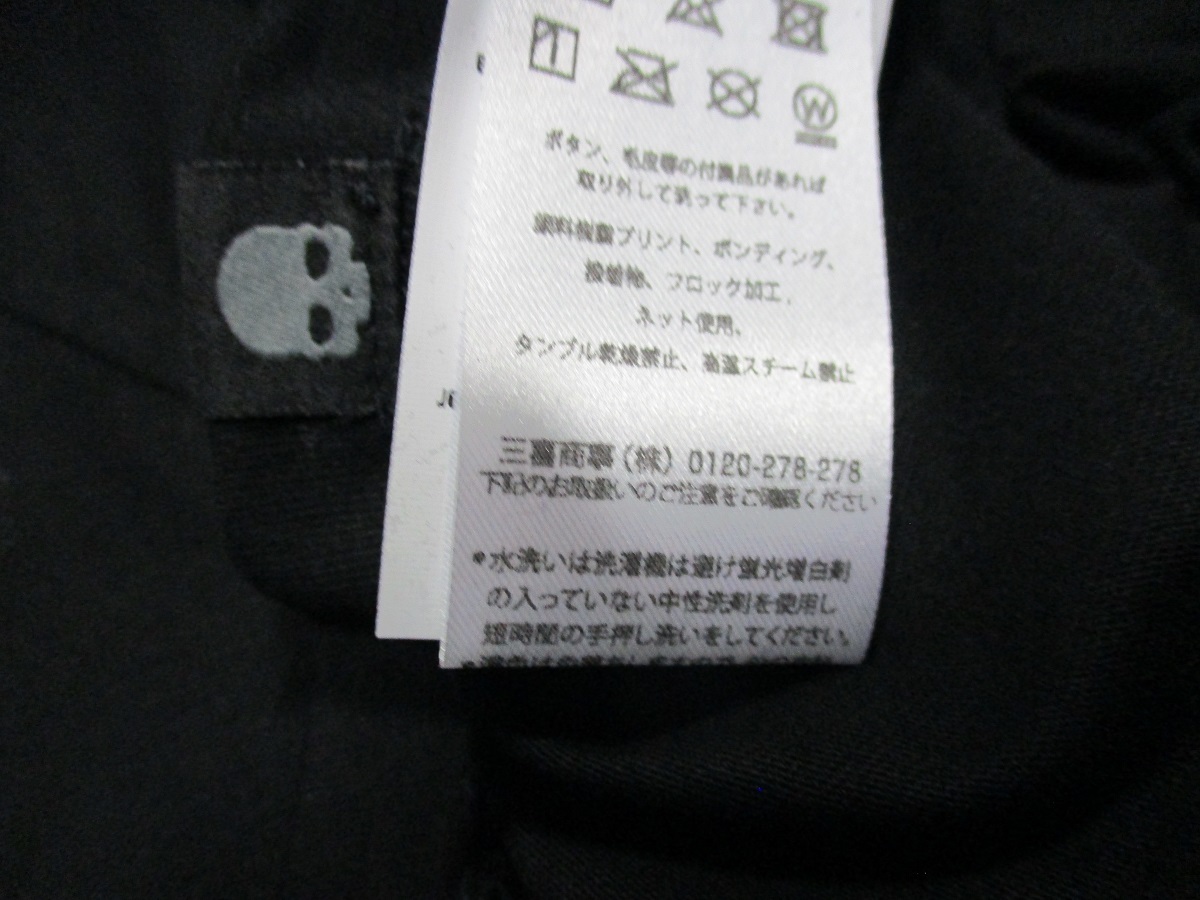 W
ボタン、毛皮等の付属品があれば
取り外して洗って下さい。
顔料樹脂プリント、ボンディング、
接着芯、フロック加工、
ネット使用、
タンブル乾燥禁止、高温スチーム禁止
三喜商事(株) 0120-278-278
下記のお取扱いのご注意をご確認ください
*水洗いは洗濯機は避け蛍光増白剤
の入っていない中性洗剤を使用し
短時間の手押し洗いをしてください。